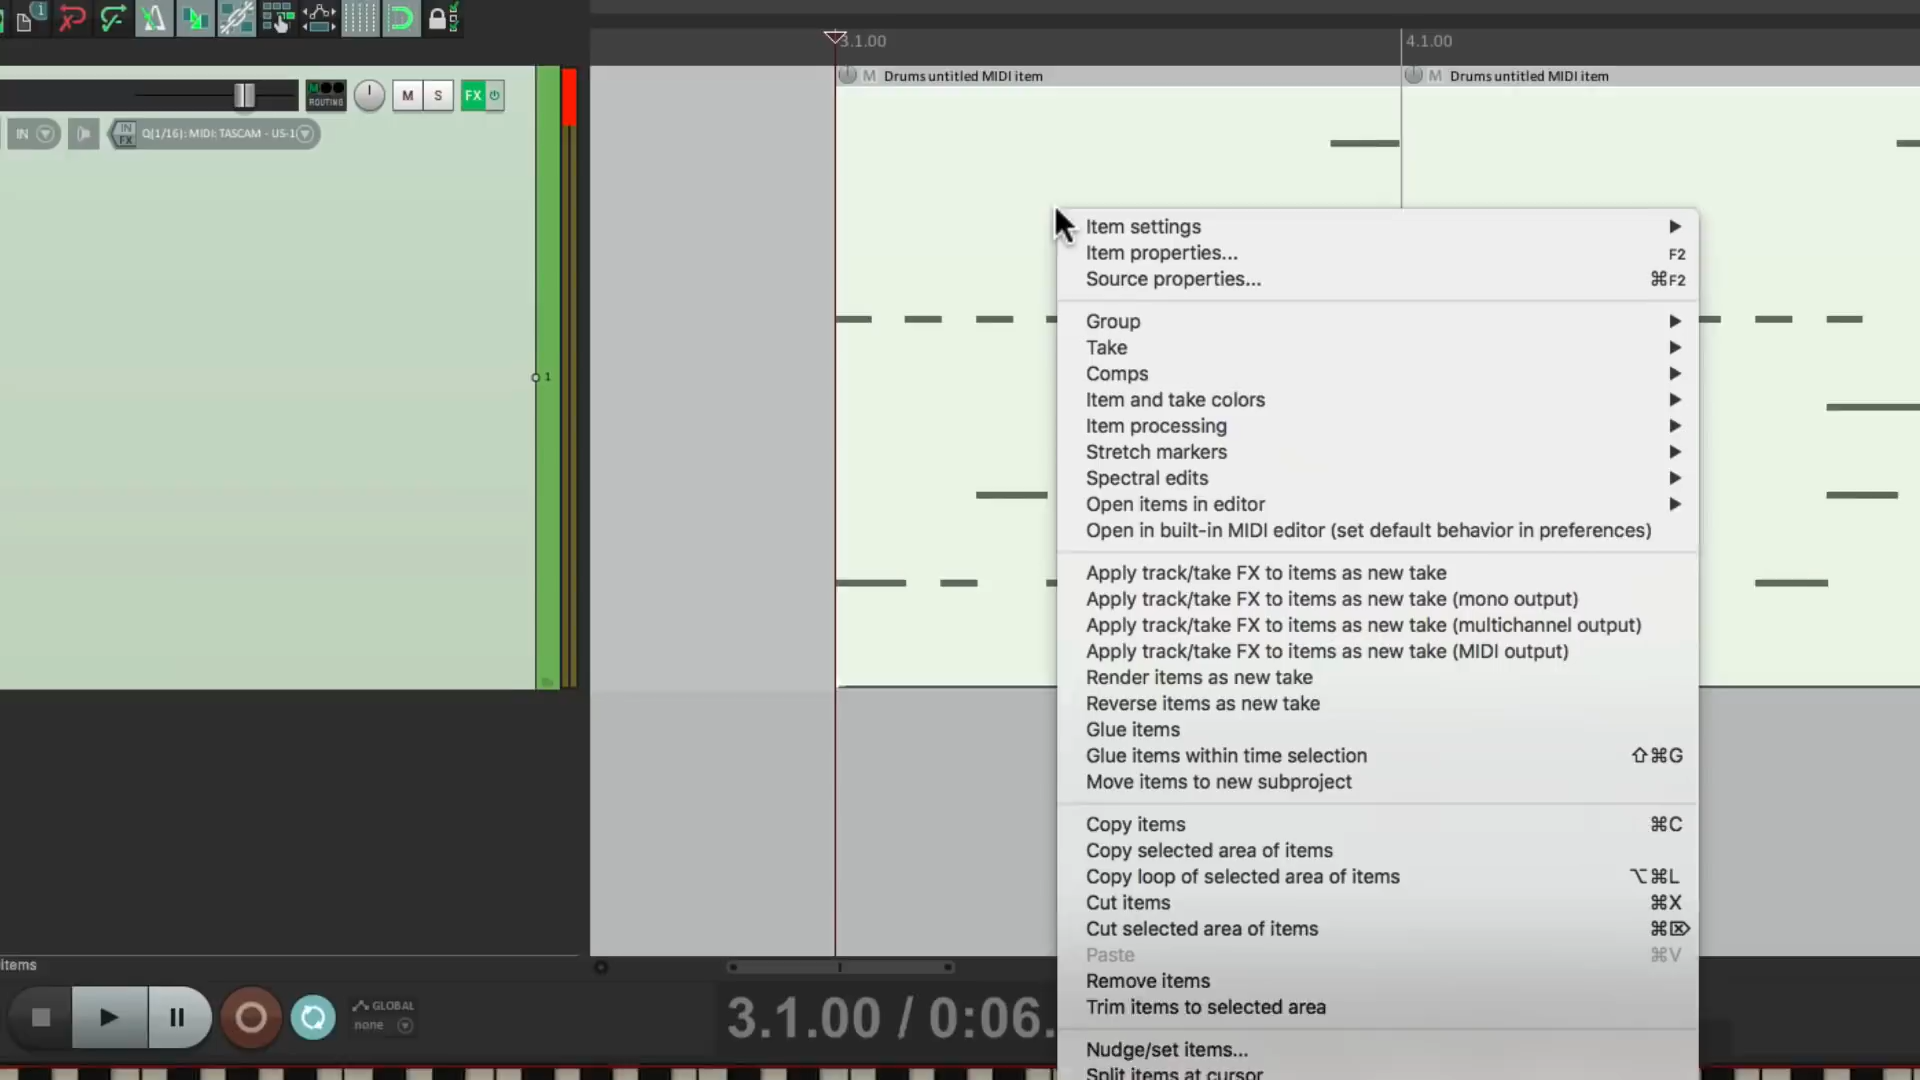 3.1.00
4.1.00
M Drums untitled MIDI item
M Drums untitled MIDI item
ROUTING
M
S
FX
IN
IN
FX
Q(1/16): MIDI: TASCAM - US-1
1
Item settings
Item properties... F2
Source properties... ⌘F2
Group
Take
Comps
Item and take colors
Item processing
Stretch markers
Spectral edits
Open items in editor
Open in built-in MIDI editor (set default behavior in preferences)
Apply track/take FX to items as new take
Apply track/take FX to items as new take (mono output)
Apply track/take FX to items as new take (multichannel output)
Apply track/take FX to items as new take (MIDI output)
Render items as new take
Reverse items as new take
Glue items
Glue items within time selection ⇧⌘G
Move items to new subproject
Copy items ⌘C
Copy selected area of items
Copy loop of selected area of items ⌥⌘L
Cut items ⌘X
Cut selected area of items ⌘⌦
Paste ⌘V
Remove items
Trim items to selected area
Nudge/set items...
Split items at cursor
items
GLOBAL
none
3.1.00 / 0:06.